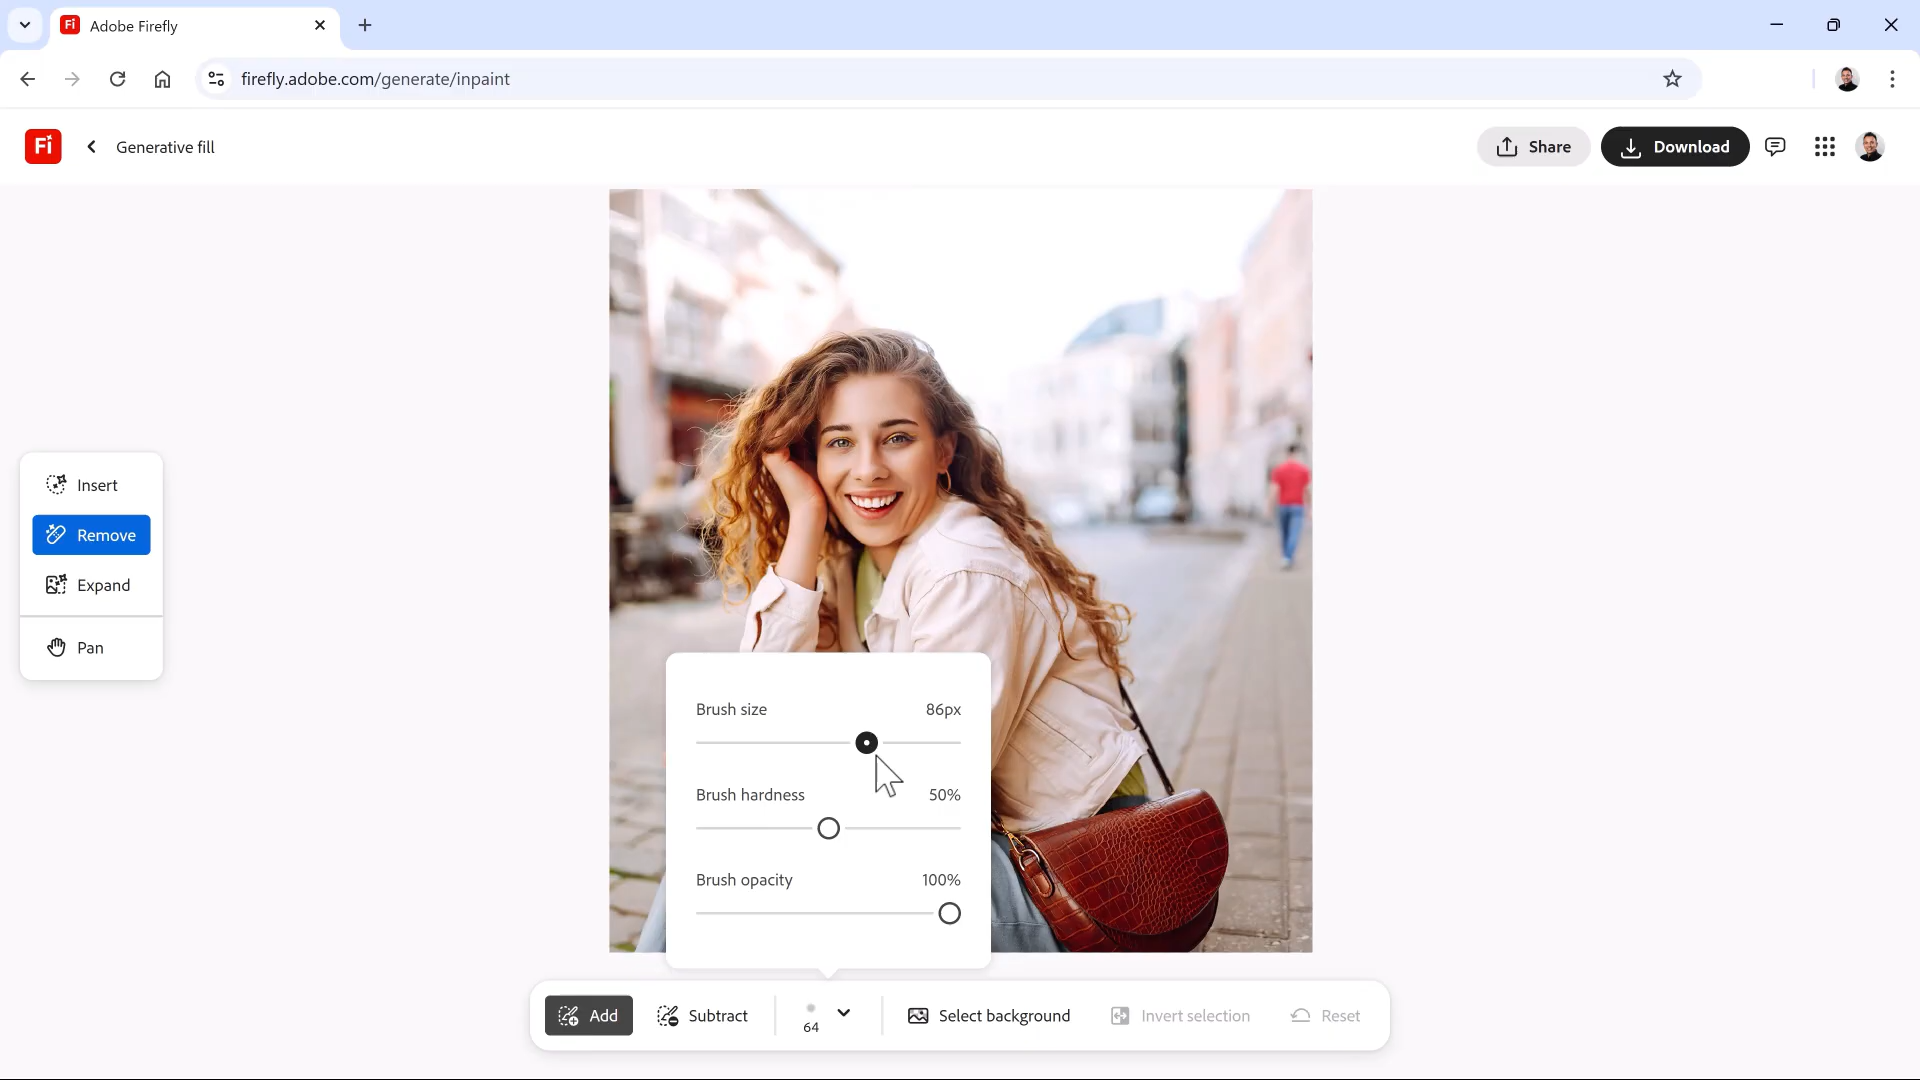 Fi Adobe Firefly
firefly.adobe.com/generate/inpaint
Fi Generative fill Share Download
Insert
Remove
Expand
Pan
Brush size 86px
Brush hardness 50%
Brush opacity 100%
Add Subtract 64 Select background Invert selection Reset